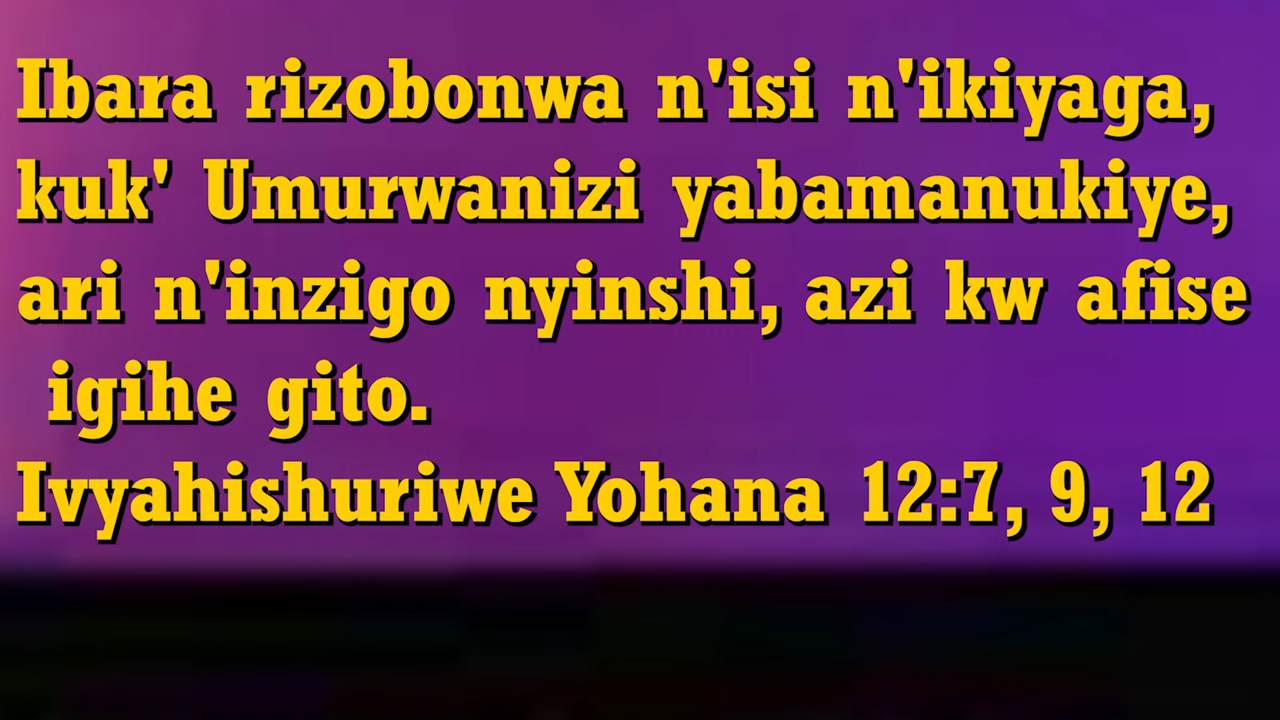 Ibara rizobonwa n'isi n'ikiyaga,
kuk' Umurwanizi yabamanukiye,
ari n'inzigo nyinshi, azi kw afise
igihe gito.
Ivyahishuriwe Yohana 12:7, 9, 12